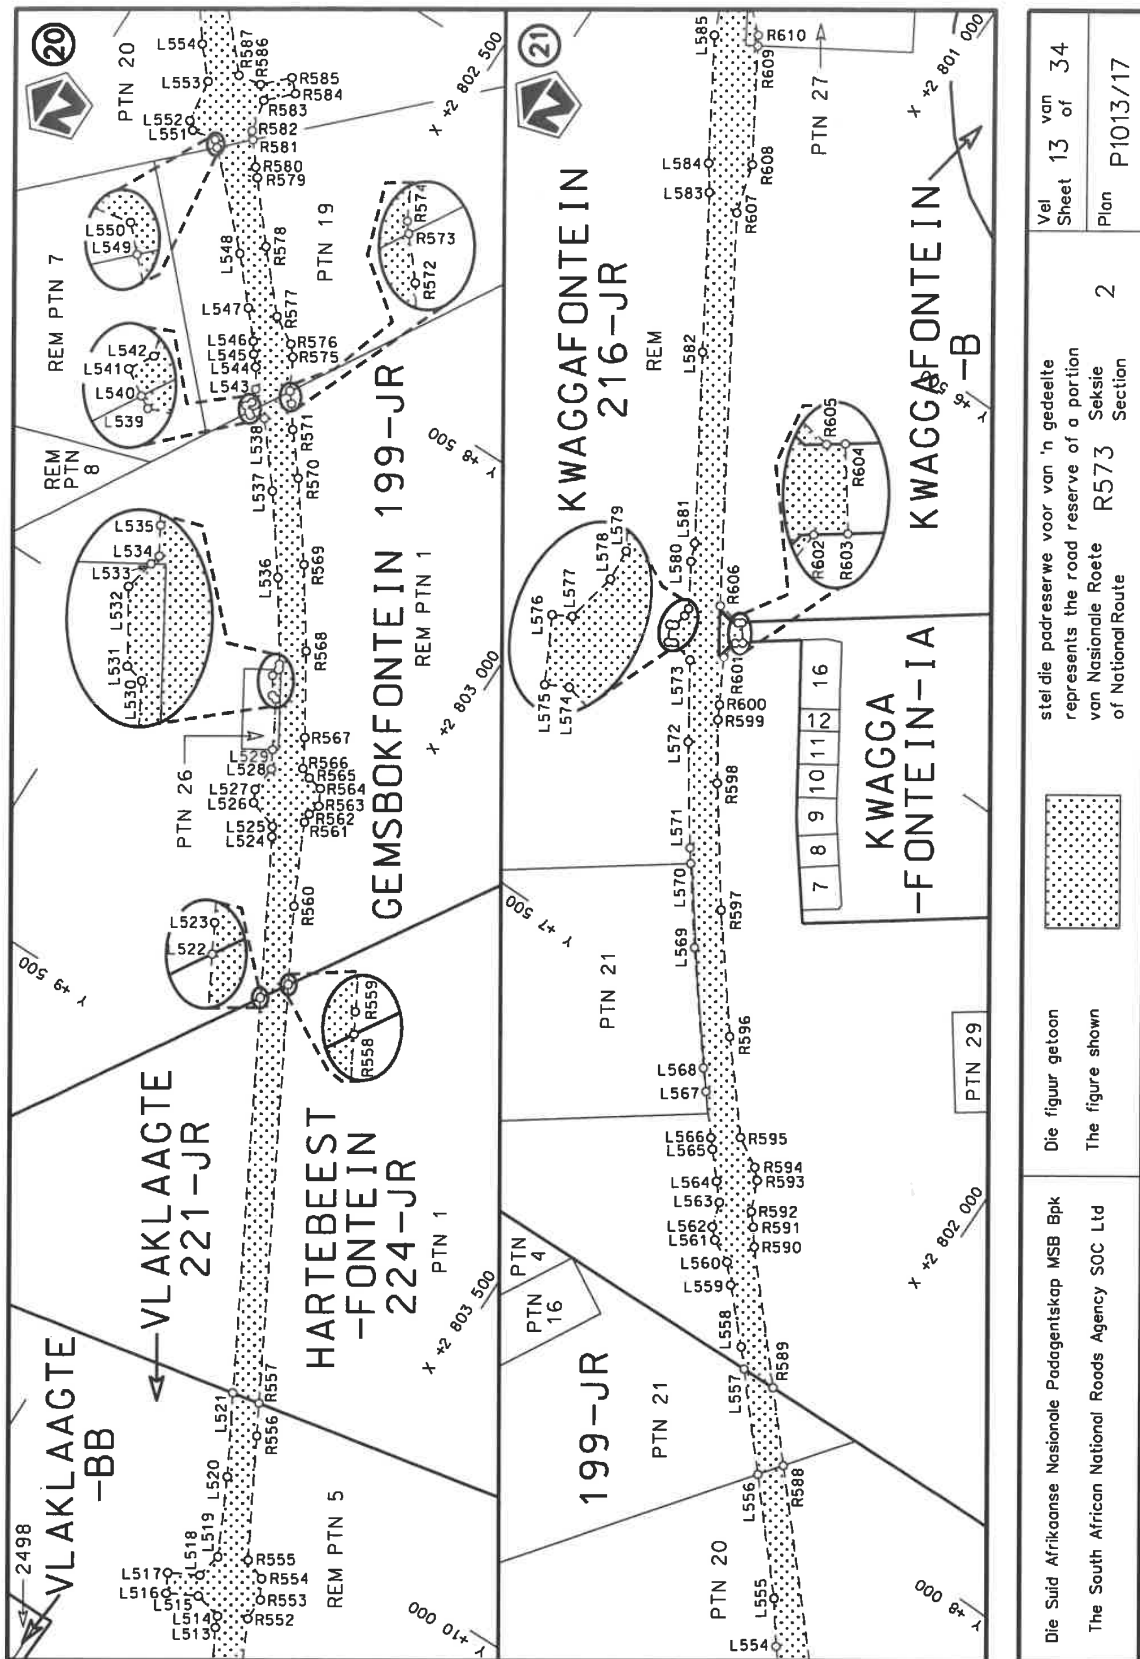 20
2498
VLAKLAAGTE
-BB
VLAKLAAGTE
221-JR
HARTEBEEST
-FONTEIN
224-JR
PTN 1
REM PTN 5
GEMSBOKFONTEIN 199-JR
REM PTN 1
PTN 26
REM
PTN
8
REM PTN 7
PTN 19
PTN 20
Y +10 000
X +2 803 500
Y +9 500
X +2 803 000
Y +8 500
X +2 802 500
L513
L514
L515
L516
L517
L518
L519
L520
L521
L522
L523
L524
L525
L526
L527
L528
L529
L530
L531
L532
L533
L534
L535
L536
L537
L538
L539
L540
L541
L542
L543
L544
L545
L546
L547
L548
L549
L550
L551
L552
L553
L554
R552
R553
R554
R555
R556
R557
R558
R559
R560
R561
R562
R563
R564
R565
R566
R567
R568
R569
R570
R571
R572
R573
R574
R575
R576
R577
R578
R579
R580
R581
R582
R583
R584
R585
R586
R587
21
199-JR
PTN 20
PTN 21
PTN
16
PTN
4
PTN 21
PTN 29
KWAGGAFONTEIN
216-JR
REM
KWAGGA
-FONTEIN-IA
KWAGGAFONTEIN
-B
PTN 27
7
8
9
10
11
12
16
Y +8 000
X +2 802 000
Y +7 500
X +2 801 000
L554
L555
L556
L557
L558
L559
L560
L561
L562
L563
L564
L565
L566
L567
L568
L569
L570
L571
L572
L573
L574
L575
L576
L577
L578
L579
L580
L581
L582
L583
L584
L585
R588
R589
R590
R591
R592
R593
R594
R595
R596
R597
R598
R599
R600
R601
R602
R603
R604
R605
R606
R607
R608
R609
R610
Die Suid Afrikaanse Nasionale Padagentskap MSB Bpk
The South African National Roads Agency SOC Ltd
Die figuur getoon
The figure shown
stel die padreserwe voor van 'n gedeelte
represents the road reserve of a portion
van Nasionale Roete R573 Seksie 2
of National Route Section
Vel 13 van 34
Sheet of
Plan P1013/17